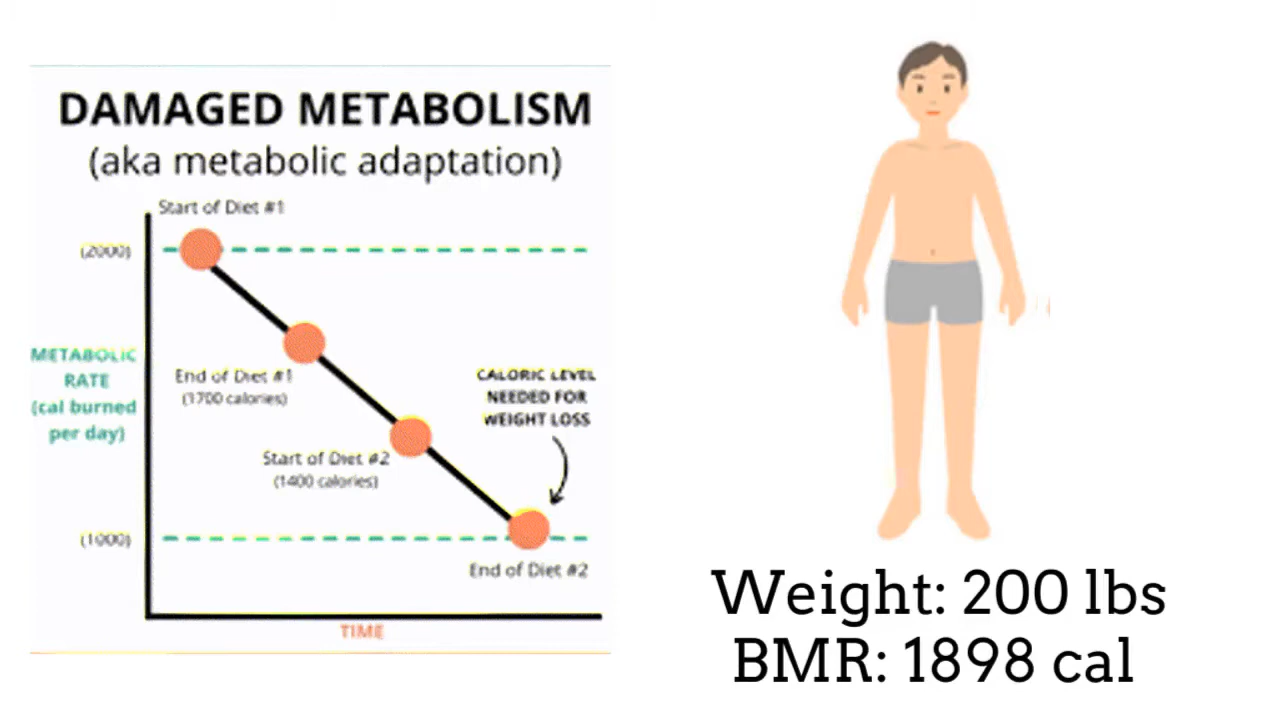 DAMAGED METABOLISM
(aka metabolic adaptation)
Start of Diet #1
(2000)
METABOLIC
RATE
(cal burned
per day)
End of Diet #1
(1700 calories)
CALORIC LEVEL
NEEDED FOR
WEIGHT LOSS
Start of Diet #2
(1400 calories)
(1000)
End of Diet #2
TIME
Weight: 200 lbs
BMR: 1898 cal